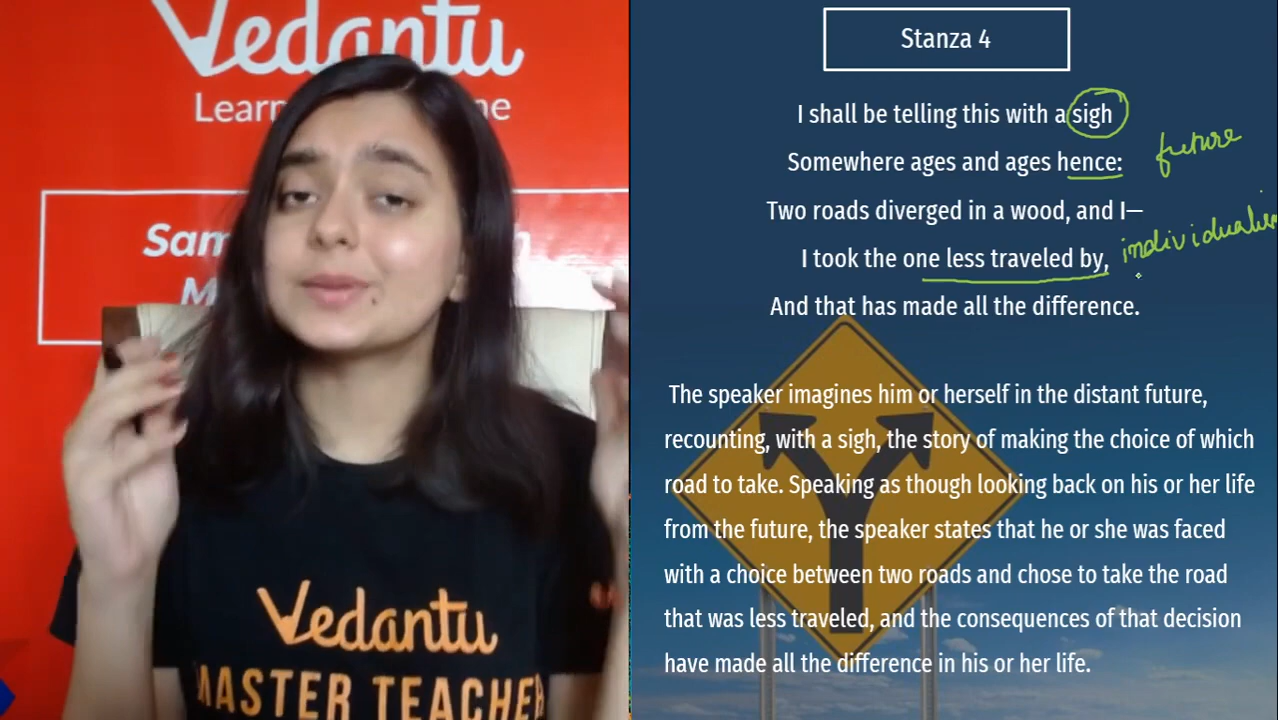 Vedantu
Learn ne
Sam n
M
Vedantu
MASTER TEACHER
Stanza 4
I shall be telling this with a sigh
Somewhere ages and ages hence:
future
Two roads diverged in a wood, and I—
I took the one less traveled by,
And that has made all the difference.
The speaker imagines him or herself in the distant future,
recounting, with a sigh, the story of making the choice of which
road to take. Speaking as though looking back on his or her life
from the future, the speaker states that he or she was faced
with a choice between two roads and chose to take the road
that was less traveled, and the consequences of that decision
have made all the difference in his or her life.